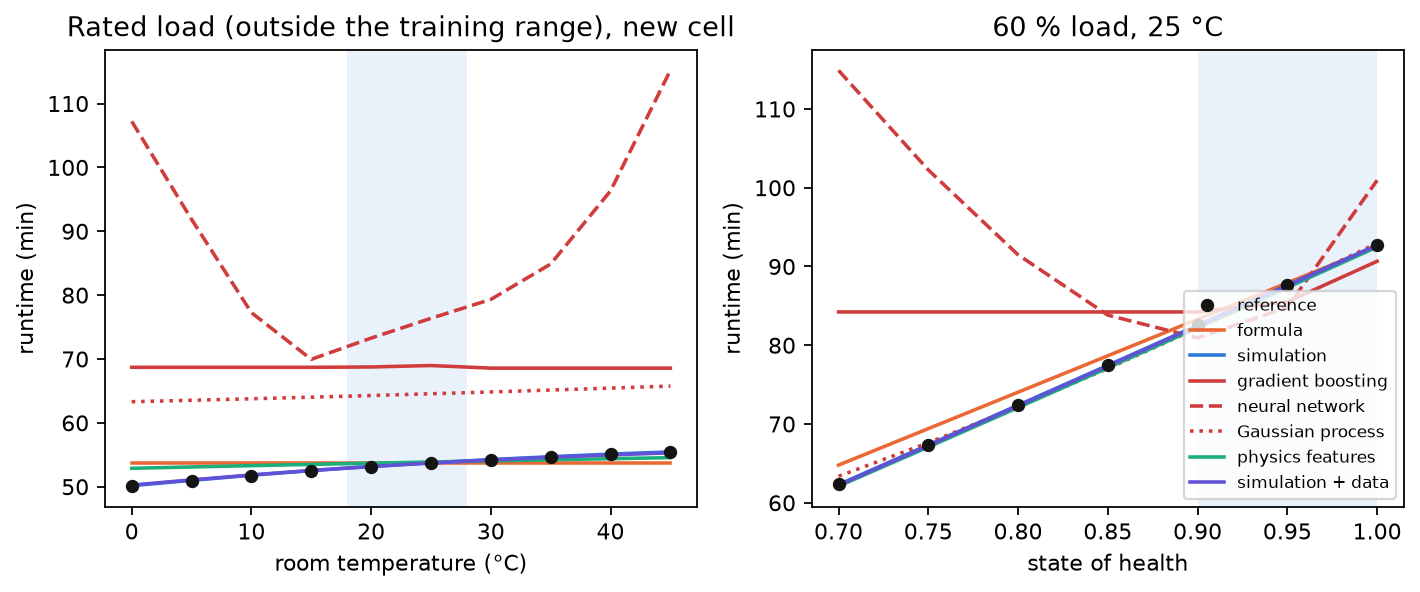 Rated load (outside the training range), new cell
runtime (min)
110
100
90
80
70
60
50
0
10
20
30
40
room temperature (°C)
60 % load, 25 °C
runtime (min)
110
100
90
80
70
60
0.70
0.75
0.80
0.85
0.90
0.95
1.00
state of health
reference
formula
simulation
gradient boosting
neural network
Gaussian process
physics features
simulation + data